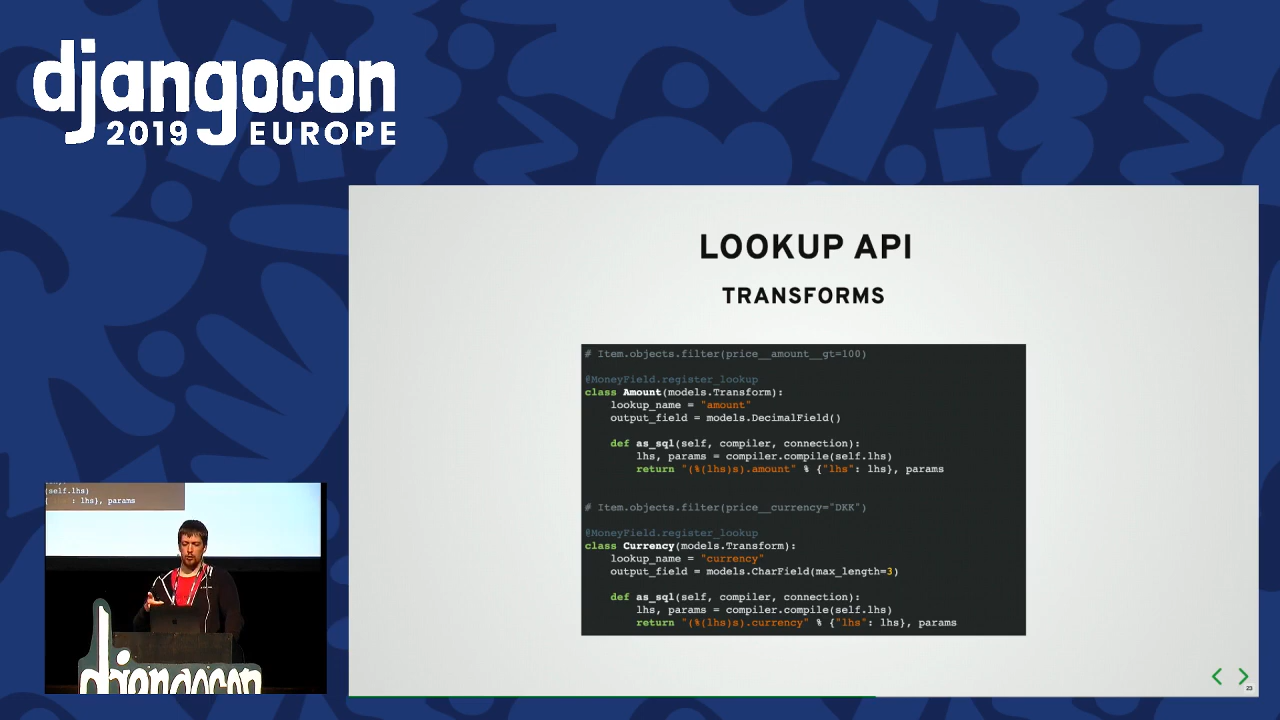 djangocon
2019 EUROPE
LOOKUP API
TRANSFORMS
# Item.objects.filter(price__amount__gt=100)
@MoneyField.register_lookup
class Amount(models.Transform):
lookup_name = "amount"
output_field = models.DecimalField()
def as_sql(self, compiler, connection):
lhs, params = compiler.compile(self.lhs)
return "(%(lhs)s).amount" % {"lhs": lhs}, params
# Item.objects.filter(price__currency="DKK")
@MoneyField.register_lookup
class Currency(models.Transform):
lookup_name = "currency"
output_field = models.CharField(max_length=3)
def as_sql(self, compiler, connection):
lhs, params = compiler.compile(self.lhs)
return "(%(lhs)s).currency" % {"lhs": lhs}, params
23
(self.lhs)
: lhs}, params
djangocon